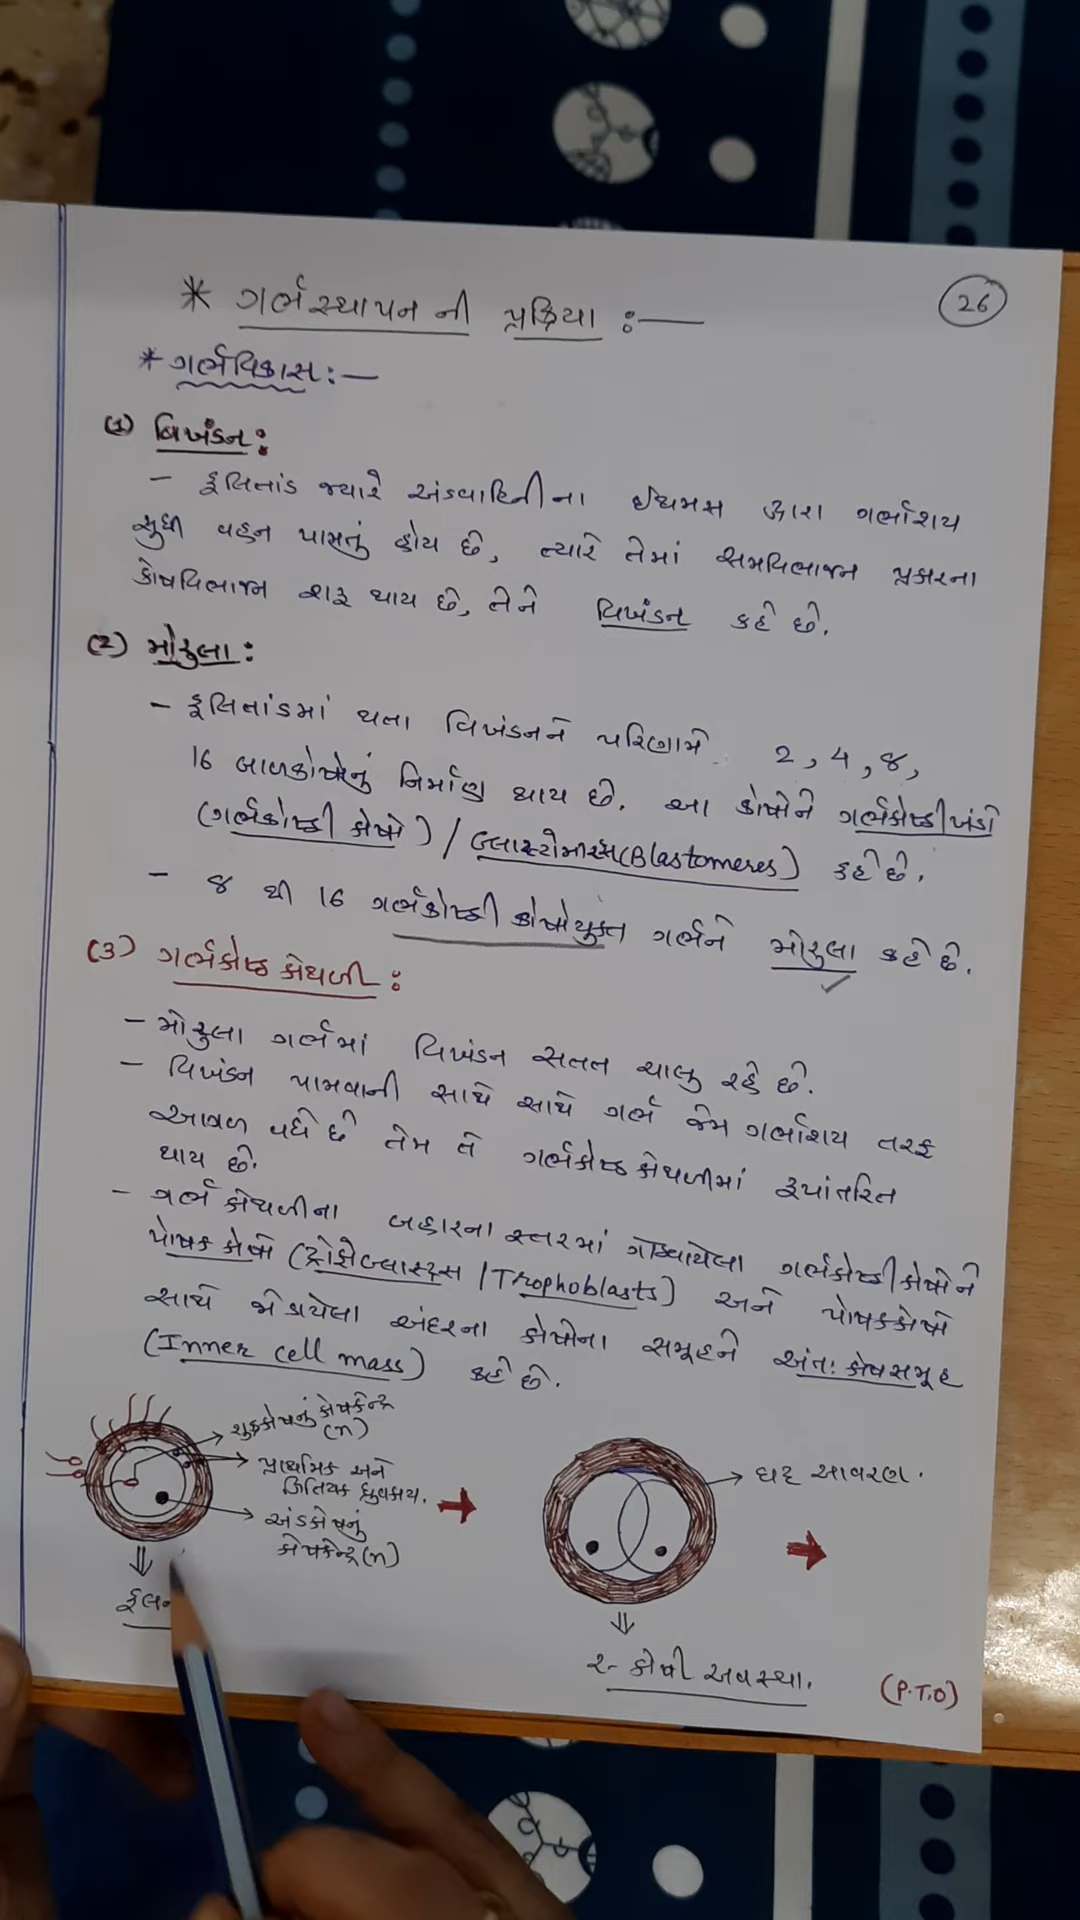 26
* ગર્ભસ્થાપન ની પ્રક્રિયા :—
* ગર્ભવિકાસ :—
(1) વિખંડન :
- ફલિતાંડ જ્યારે અંડવાહિનીના ઈથમસ દ્વારા ગર્ભાશય
સુધી વહન પામતું હોય છે, ત્યારે તેમાં સમવિભાજન પ્રકારના
કોષવિભાજન શરૂ થાય છે, તેને વિખંડન કહે છે.
(2) મોરુલા :
- ફલિતાંડમાં થતા વિખંડનને પરિણામે 2, 4, 8,
16 બાળકોષોનું નિર્માણ થાય છે. આ કોષોને ગર્ભકોષ્ઠીખંડો
(ગર્ભકોષ્ઠી કોષો) / બ્લાસ્ટોમીરસ (Blastomeres) કહે છે.
- 8 થી 16 ગર્ભકોષ્ઠી કોષોયુક્ત ગર્ભને મોરુલા કહે છે.
(3) ગર્ભકોષ્ઠ કોથળી :
- મોરુલા ગર્ભમાં વિખંડન સતત ચાલુ રહે છે.
- વિખંડન પામવાની સાથે સાથે ગર્ભ જેમ ગર્ભાશય તરફ
આગળ વધે છે તેમ તે ગર્ભકોષ્ઠ કોથળીમાં રૂપાંતરિત
થાય છે.
- ગર્ભ કોથળીના બહારના સ્તરમાં ગોઠવાયેલા ગર્ભકોષ્ઠી કોષોને
પોષક કોષો (ટ્રોફોબ્લાસ્ટ્સ / Trophoblasts) અને પોષકકોષો
સાથે જોડાયેલા અંદરના કોષોના સમૂહને અંતઃ કોષસમૂહ
(Inner cell mass) કહે છે.
શુક્રકોષનું કોષકેન્દ્ર
(n)
પ્રાથમિક અને
દ્વિતિયક ધ્રુવકાય.
અંડકોષનું
કોષકેન્દ્ર (n)
ઘટ્ટ આવરણ.
૨- કોષી અવસ્થા.
(P.T.O)